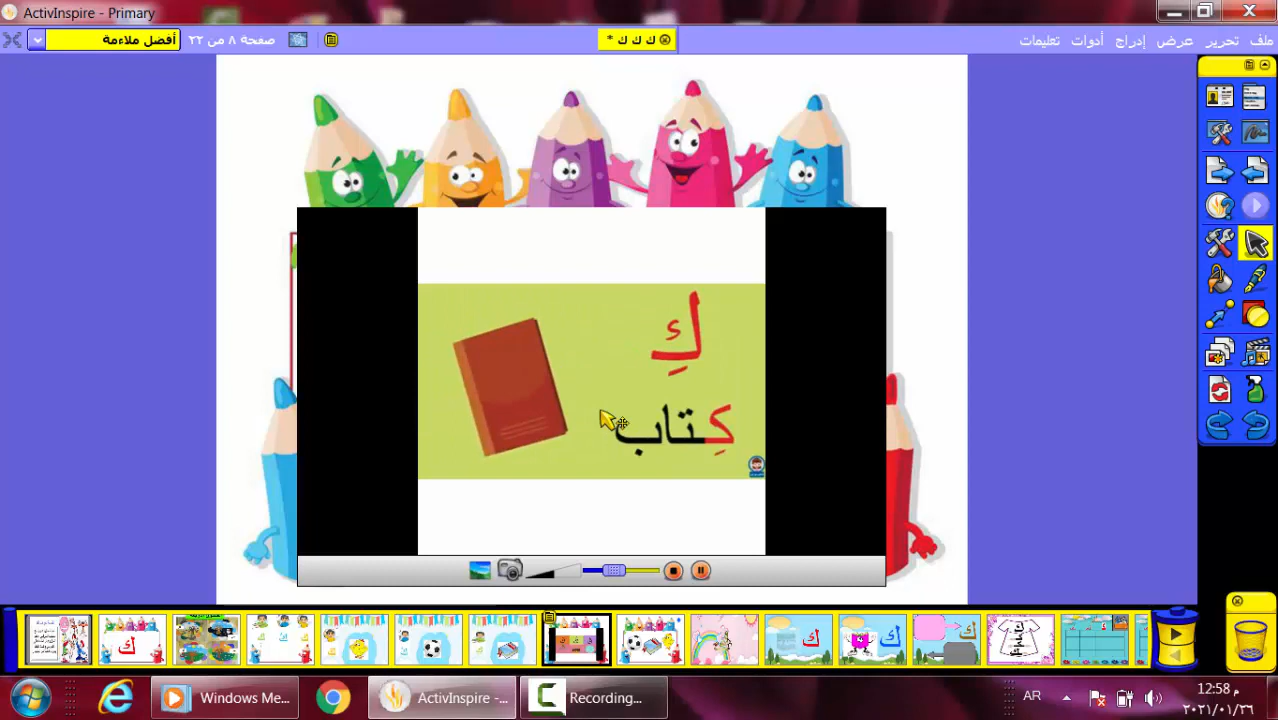 ActivInspire - Primary
ملف تحرير عرض إدراج أدوات تعليمات
ك ك ك *
صفحة ٨ من ٢٢
أفضل ملاءمة
كِ
كِتاب
ك
ك
ك
Windows Me...
ActivInspire -...
Recording...
AR
12:58 م
٢٠٢١/٠١/٢٦